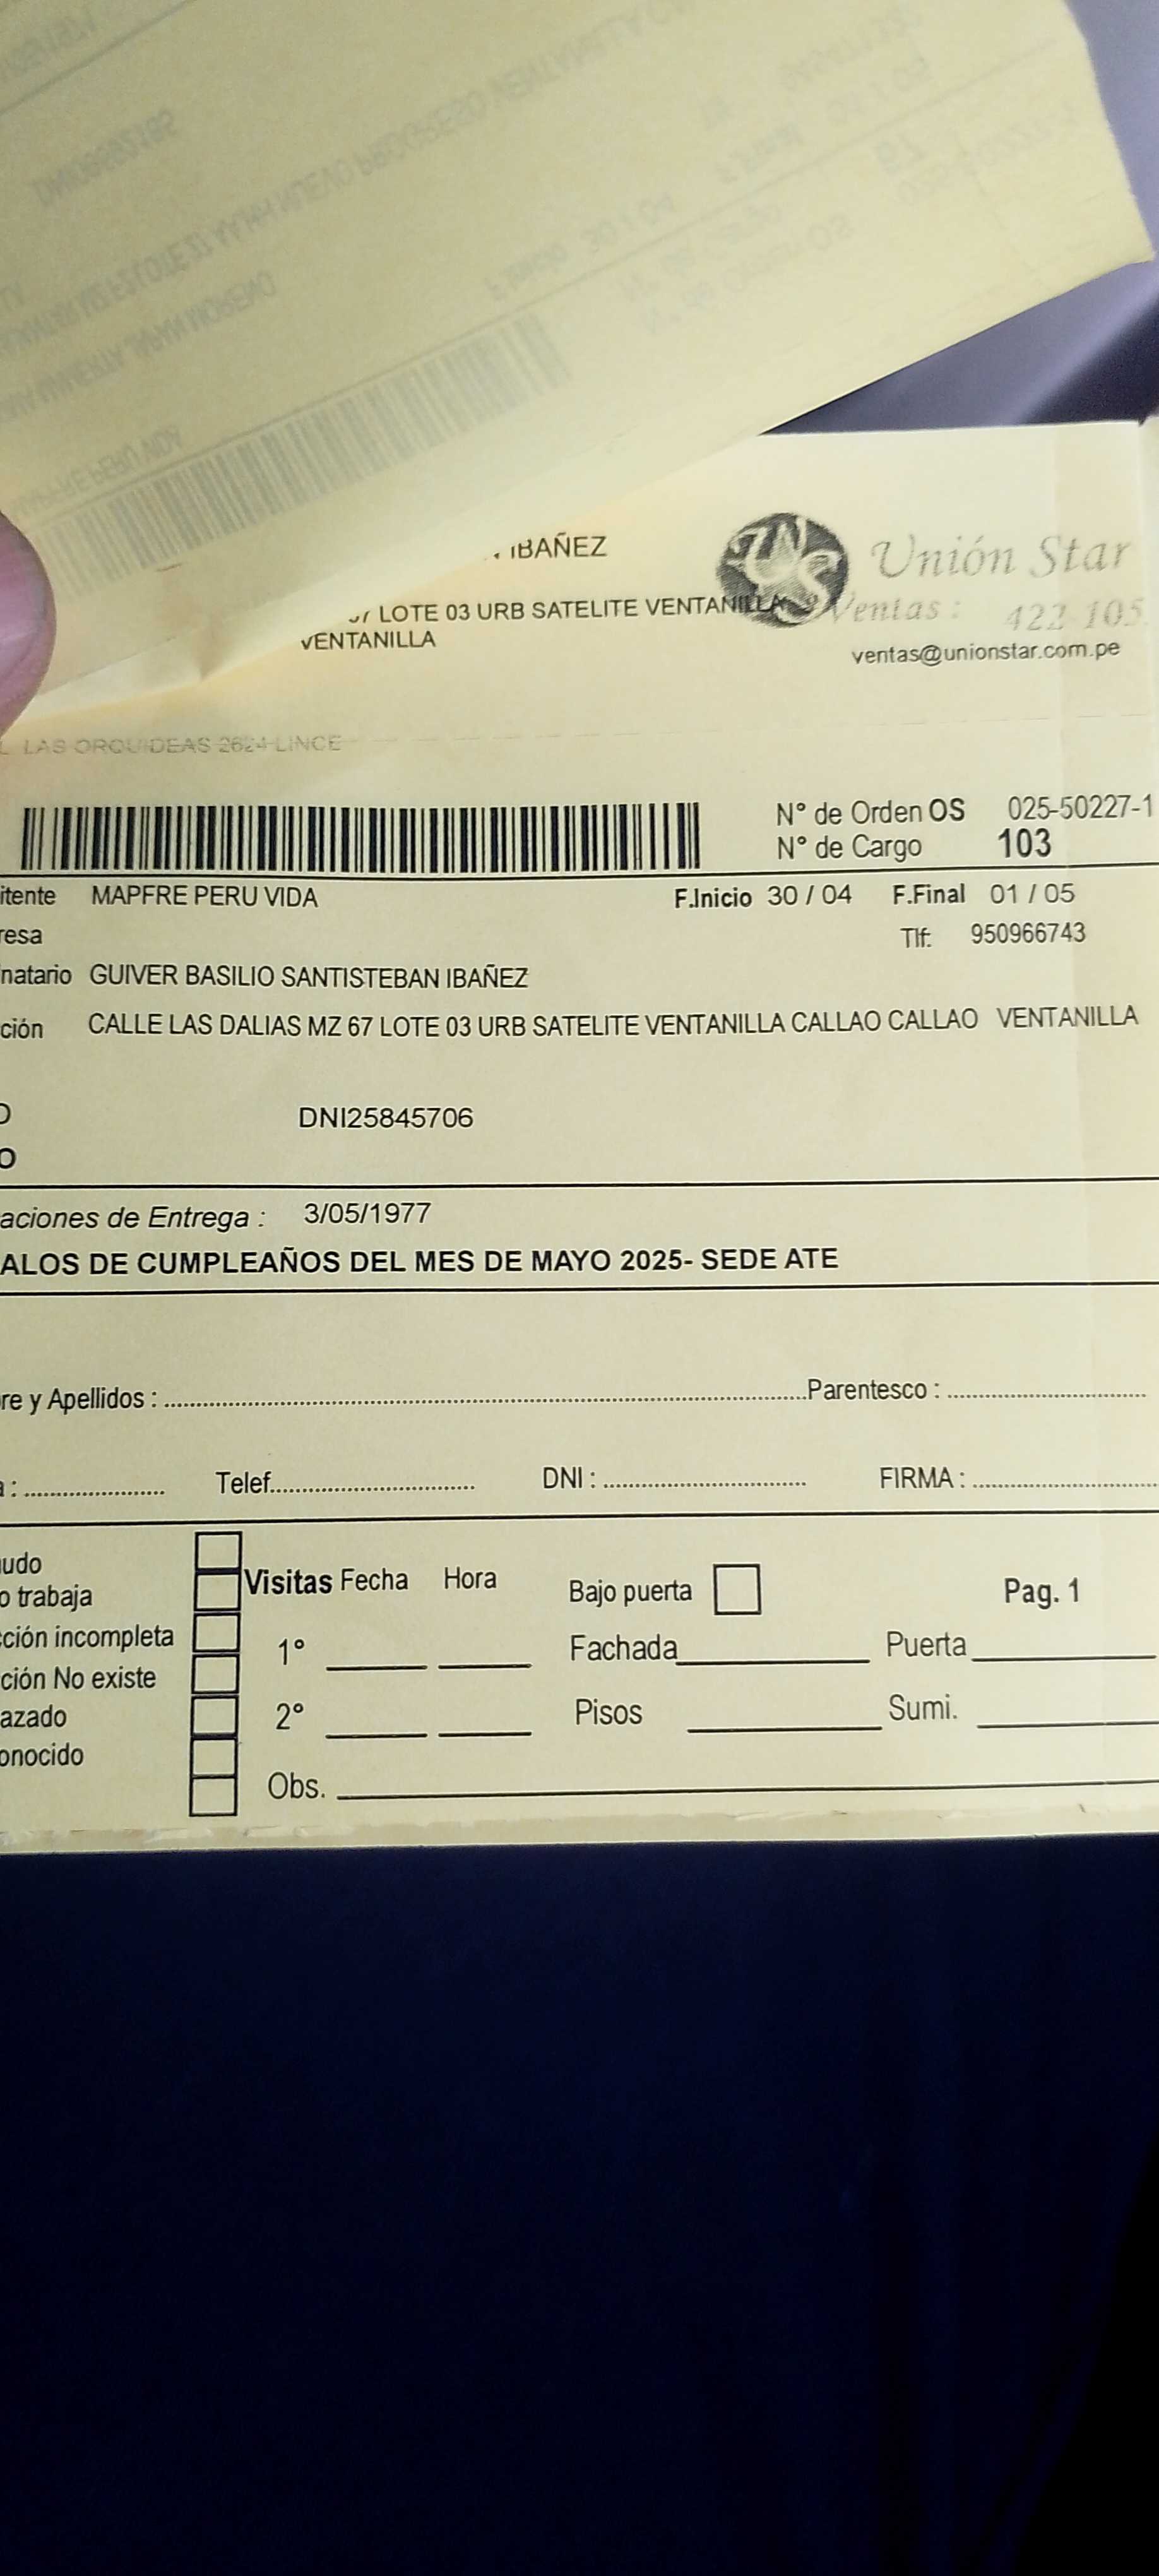 IBAÑEZ
Unión Star
LOTE 03 URB SATELITE VENTANILLA
Ventas : 422 105
VENTANILLA
ventas@unionstar.com.pe
LAS ORQUIDEAS 2624 LINCE
N° de Orden OS 025-50227-1
N° de Cargo 103
itente MAPFRE PERU VIDA F.Inicio 30 / 04 F.Final 01 / 05
resa Tlf: 950966743
natario GUIVER BASILIO SANTISTEBAN IBAÑEZ
ción CALLE LAS DALIAS MZ 67 LOTE 03 URB SATELITE VENTANILLA CALLAO CALLAO VENTANILLA
O DNI25845706
O
aciones de Entrega : 3/05/1977
ALOS DE CUMPLEAÑOS DEL MES DE MAYO 2025- SEDE ATE
re y Apellidos : Parentesco :
a : Telef. DNI : FIRMA :
udo
Visitas Fecha Hora Bajo puerta Pag. 1
o trabaja
cción incompleta 1° Fachada Puerta
ción No existe
azado 2° Pisos Sumi.
onocido
Obs.